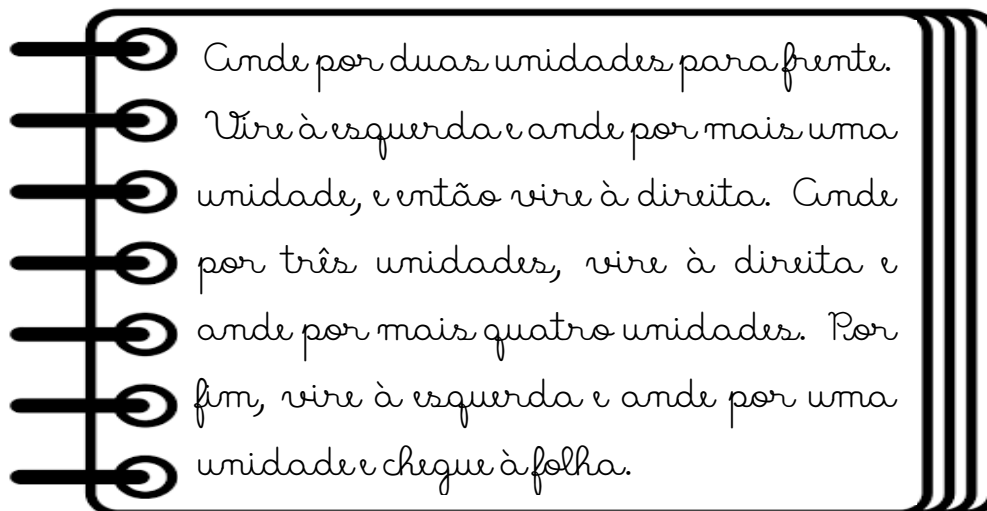 Ande por duas unidades para frente.
Vire à esquerda e ande por mais uma
unidade, e então vire à direita. Ande
por três unidades, vire à direita e
ande por mais quatro unidades. Por
fim, vire à esquerda e ande por uma
unidade e chegue à folha.